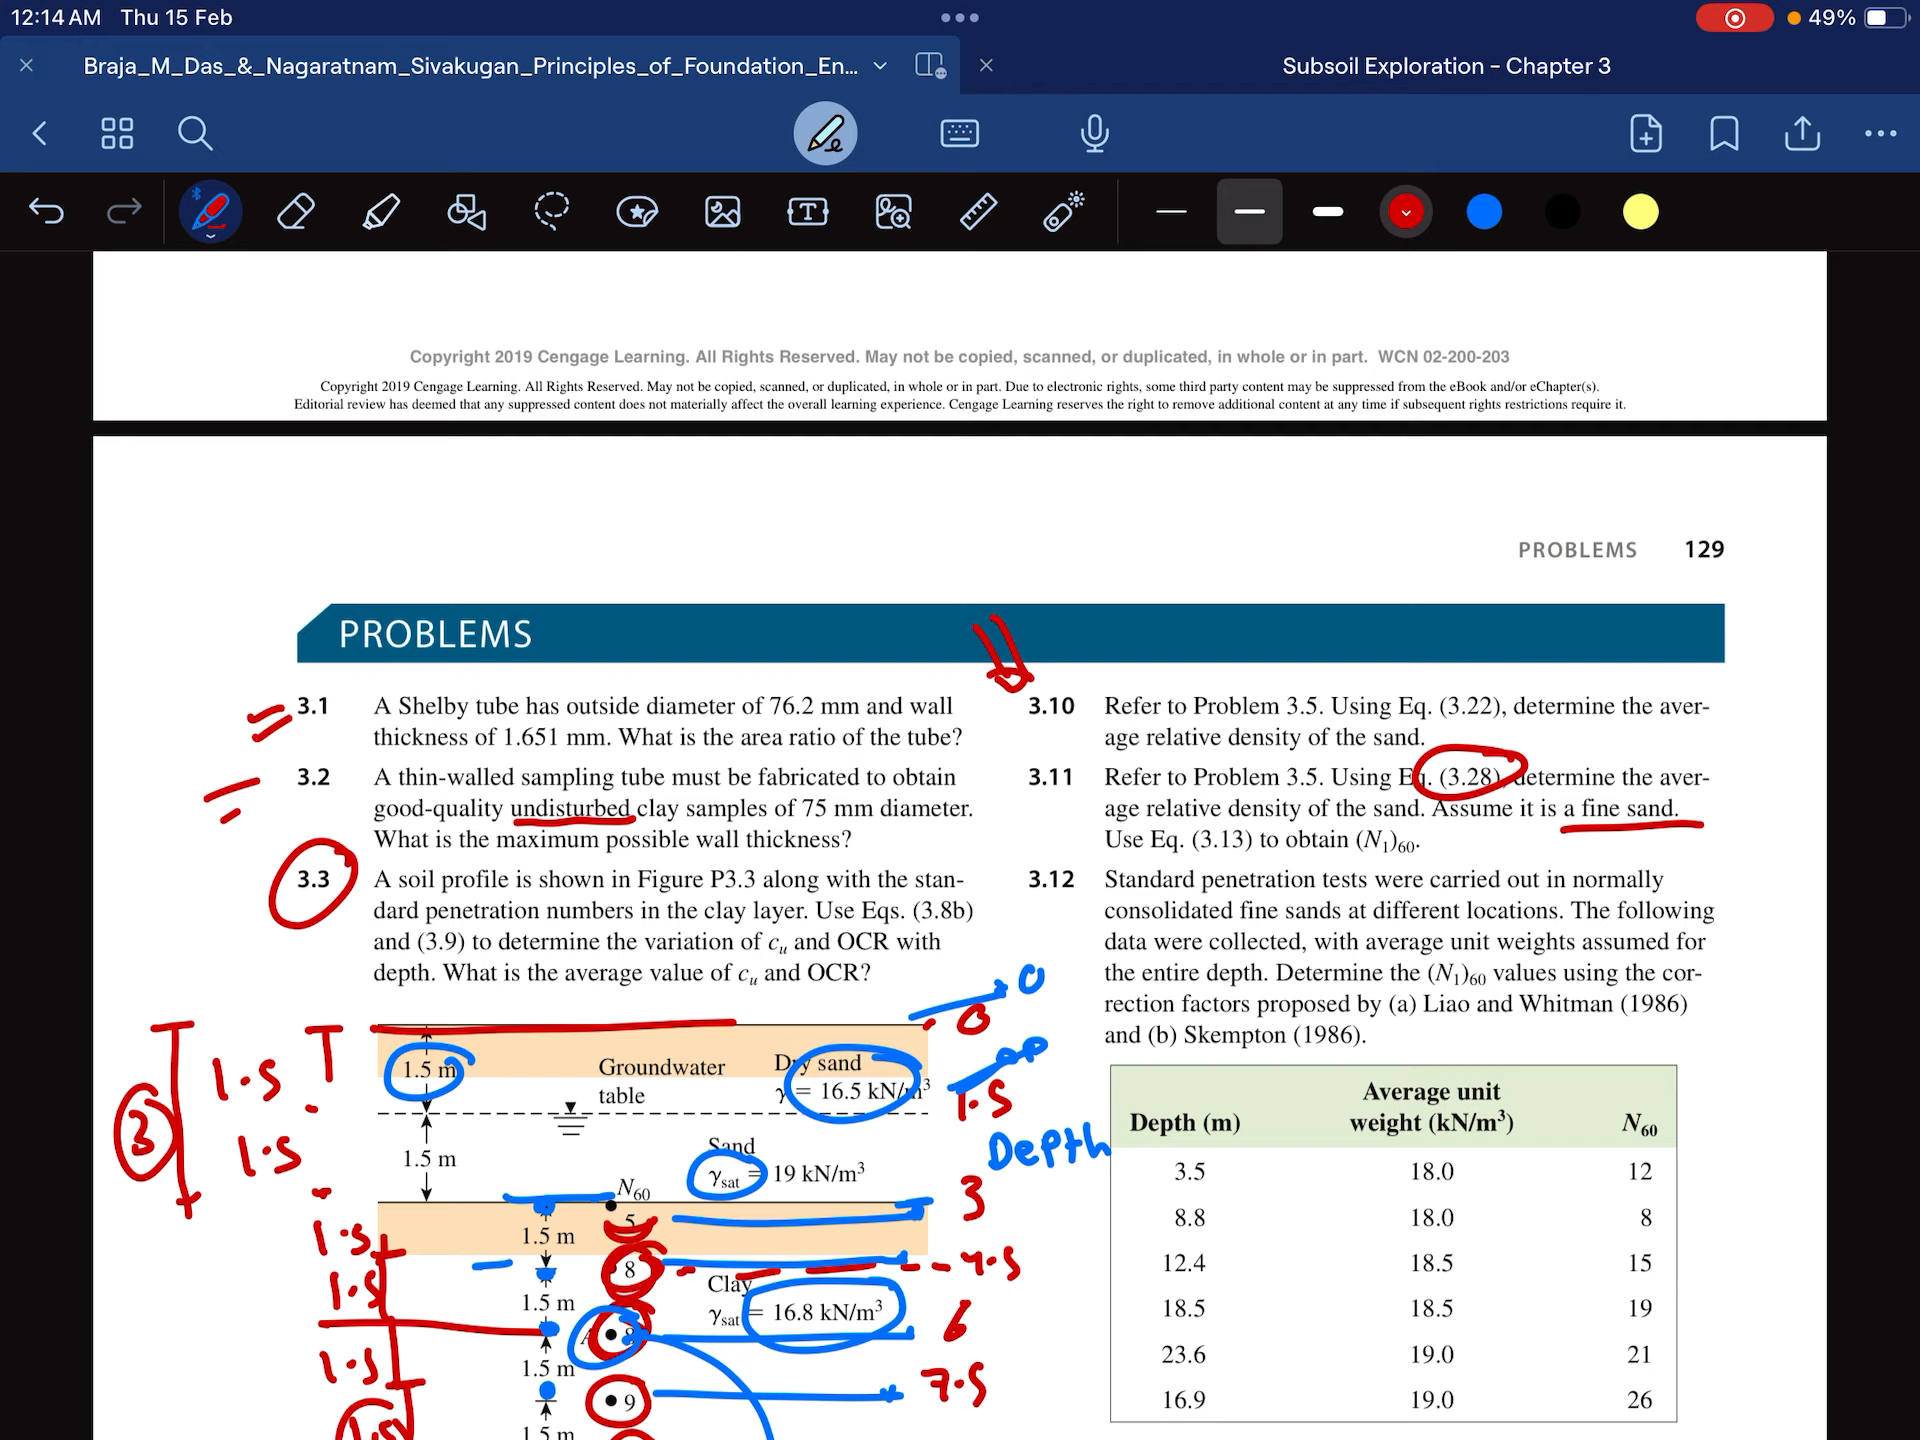 12:14 AM Thu 15 Feb
49%
Braja_M_Das_&_Nagaratnam_Sivakugan_Principles_of_Foundation_En...
Subsoil Exploration – Chapter 3
Copyright 2019 Cengage Learning. All Rights Reserved. May not be copied, scanned, or duplicated, in whole or in part. WCN 02-200-203
Copyright 2019 Cengage Learning. All Rights Reserved. May not be copied, scanned, or duplicated, in whole or in part. Due to electronic rights, some third party content may be suppressed from the eBook and/or eChapter(s).
Editorial review has deemed that any suppressed content does not materially affect the overall learning experience. Cengage Learning reserves the right to remove additional content at any time if subsequent rights restrictions require it.
PROBLEMS 129
PROBLEMS
3.1 A Shelby tube has outside diameter of 76.2 mm and wall
thickness of 1.651 mm. What is the area ratio of the tube?
3.2 A thin-walled sampling tube must be fabricated to obtain
good-quality undisturbed clay samples of 75 mm diameter.
What is the maximum possible wall thickness?
3.3 A soil profile is shown in Figure P3.3 along with the stan-
dard penetration numbers in the clay layer. Use Eqs. (3.8b)
and (3.9) to determine the variation of cu and OCR with
depth. What is the average value of cu and OCR?
0
0
1.5 m
Groundwater
table
Dry sand
γ = 16.5 kN/m³
1.5
1.5
3
1.5
1.5 m
Sand
γsat = 19 kN/m³
Depth
N60
3
5
1.5 m
1.5
8
4.5
Clay
γsat = 16.8 kN/m³
1.5
1.5 m
A
8
6
1.5
1.5 m
9
7.5
1.5
1.5 m
3.10 Refer to Problem 3.5. Using Eq. (3.22), determine the aver-
age relative density of the sand.
3.11 Refer to Problem 3.5. Using Eq. (3.28), determine the aver-
age relative density of the sand. Assume it is a fine sand.
Use Eq. (3.13) to obtain (N1)60.
3.12 Standard penetration tests were carried out in normally
consolidated fine sands at different locations. The following
data were collected, with average unit weights assumed for
the entire depth. Determine the (N1)60 values using the cor-
rection factors proposed by (a) Liao and Whitman (1986)
and (b) Skempton (1986).
Average unit
Depth (m) weight (kN/m³) N60
3.5 18.0 12
8.8 18.0 8
12.4 18.5 15
18.5 18.5 19
23.6 19.0 21
16.9 19.0 26